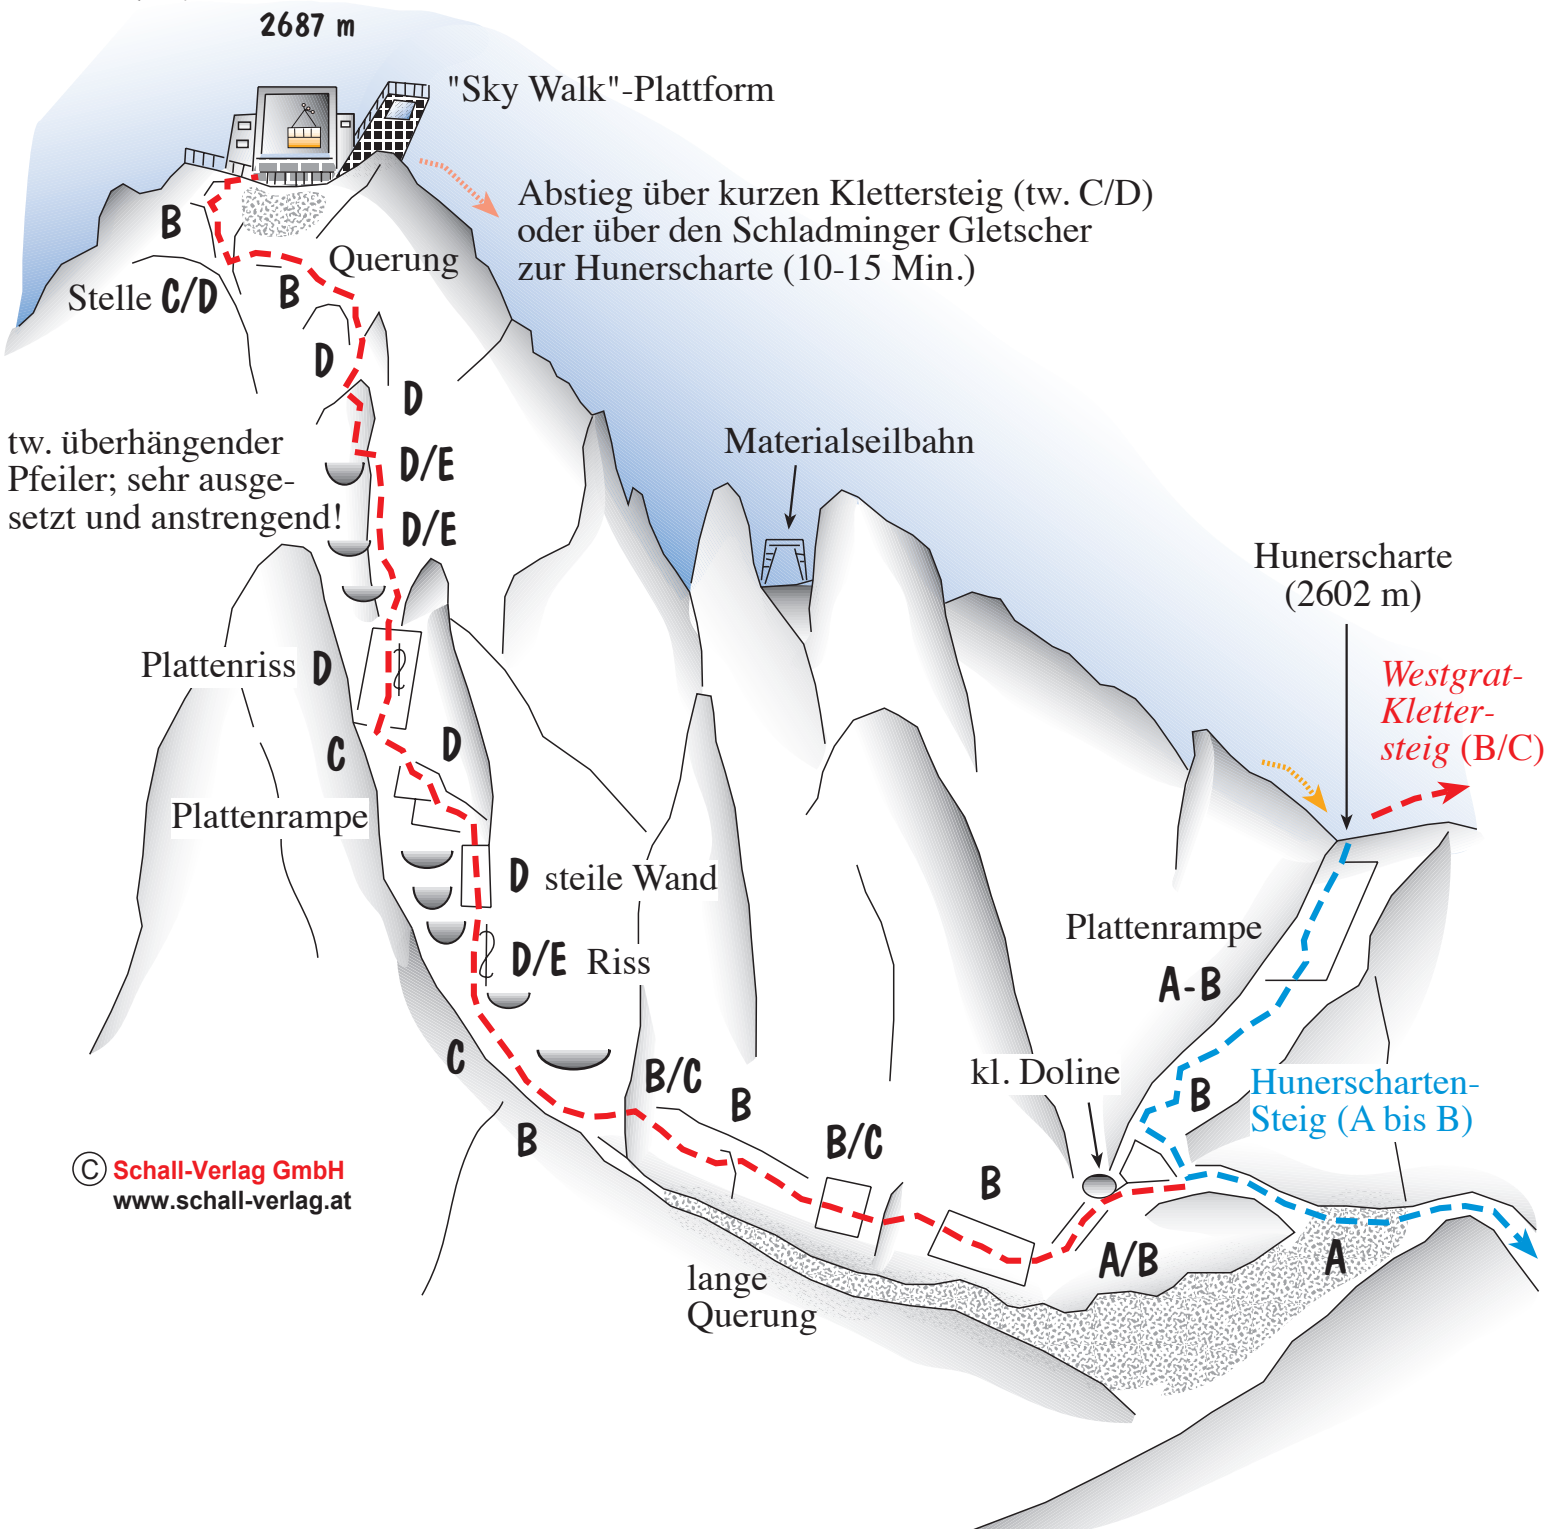 2687 m
"Sky Walk"-Plattform
Abstieg über kurzen Klettersteig (tw. C/D)
oder über den Schladminger Gletscher
zur Hunerscharte (10-15 Min.)
B
Querung
Stelle C/D
B
D
D
tw. überhängender
Pfeiler; sehr ausge-
setzt und anstrengend!
D/E
D/E
Materialseilbahn
Hunerscharte
(2602 m)
Westgrat-
Kletter-
steig (B/C)
Plattenriss D
C
D
Plattenrampe
D steile Wand
D/E Riss
Plattenrampe
A-B
C
B
B/C
B
B/C
B
kl. Doline
B
Hunerscharten-
Steig (A bis B)
A/B
A
lange
Querung
© Schall-Verlag GmbH
www.schall-verlag.at